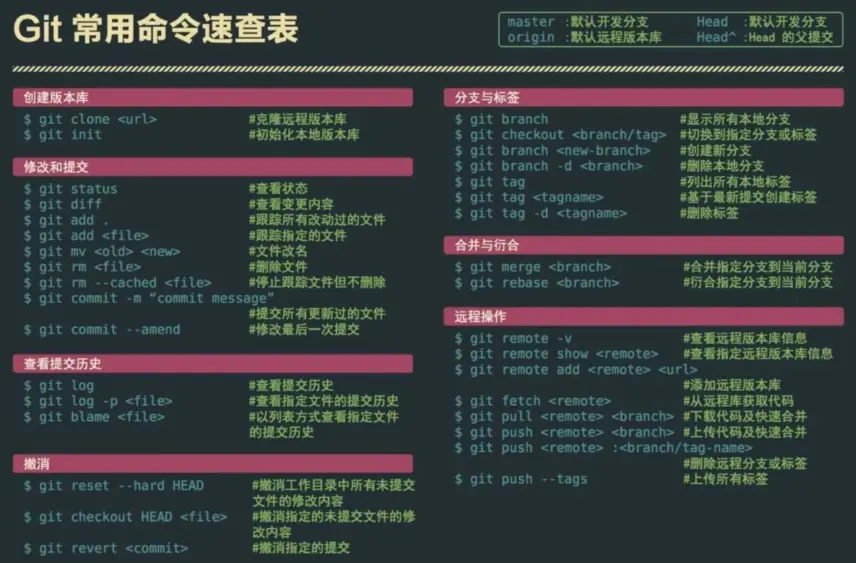 Git 常用命令速查表
master :默认开发分支 Head :默认开发分支
origin :默认远程版本库 Head^ :Head 的父提交
创建版本库
$ git clone <url> #克隆远程版本库
$ git init #初始化本地版本库
修改和提交
$ git status #查看状态
$ git diff #查看变更内容
$ git add . #跟踪所有改动过的文件
$ git add <file> #跟踪指定的文件
$ git mv <old> <new> #文件改名
$ git rm <file> #删除文件
$ git rm --cached <file> #停止跟踪文件但不删除
$ git commit -m "commit message"
#提交所有更新过的文件
$ git commit --amend #修改最后一次提交
查看提交历史
$ git log #查看提交历史
$ git log -p <file> #查看指定文件的提交历史
$ git blame <file> #以列表方式查看指定文件
的提交历史
撤消
$ git reset --hard HEAD #撤消工作目录中所有未提交
文件的修改内容
$ git checkout HEAD <file> #撤消指定的未提交文件的修
改内容
$ git revert <commit> #撤消指定的提交
分支与标签
$ git branch #显示所有本地分支
$ git checkout <branch/tag> #切换到指定分支或标签
$ git branch <new-branch> #创建新分支
$ git branch -d <branch> #删除本地分支
$ git tag #列出所有本地标签
$ git tag <tagname> #基于最新提交创建标签
$ git tag -d <tagname> #删除标签
合并与衍合
$ git merge <branch> #合并指定分支到当前分支
$ git rebase <branch> #衍合指定分支到当前分支
远程操作
$ git remote -v #查看远程版本库信息
$ git remote show <remote> #查看指定远程版本库信息
$ git remote add <remote> <url>
#添加远程版本库
$ git fetch <remote> #从远程库获取代码
$ git pull <remote> <branch> #下载代码及快速合并
$ git push <remote> <branch> #上传代码及快速合并
$ git push <remote> :<branch/tag-name>
#删除远程分支或标签
$ git push --tags #上传所有标签